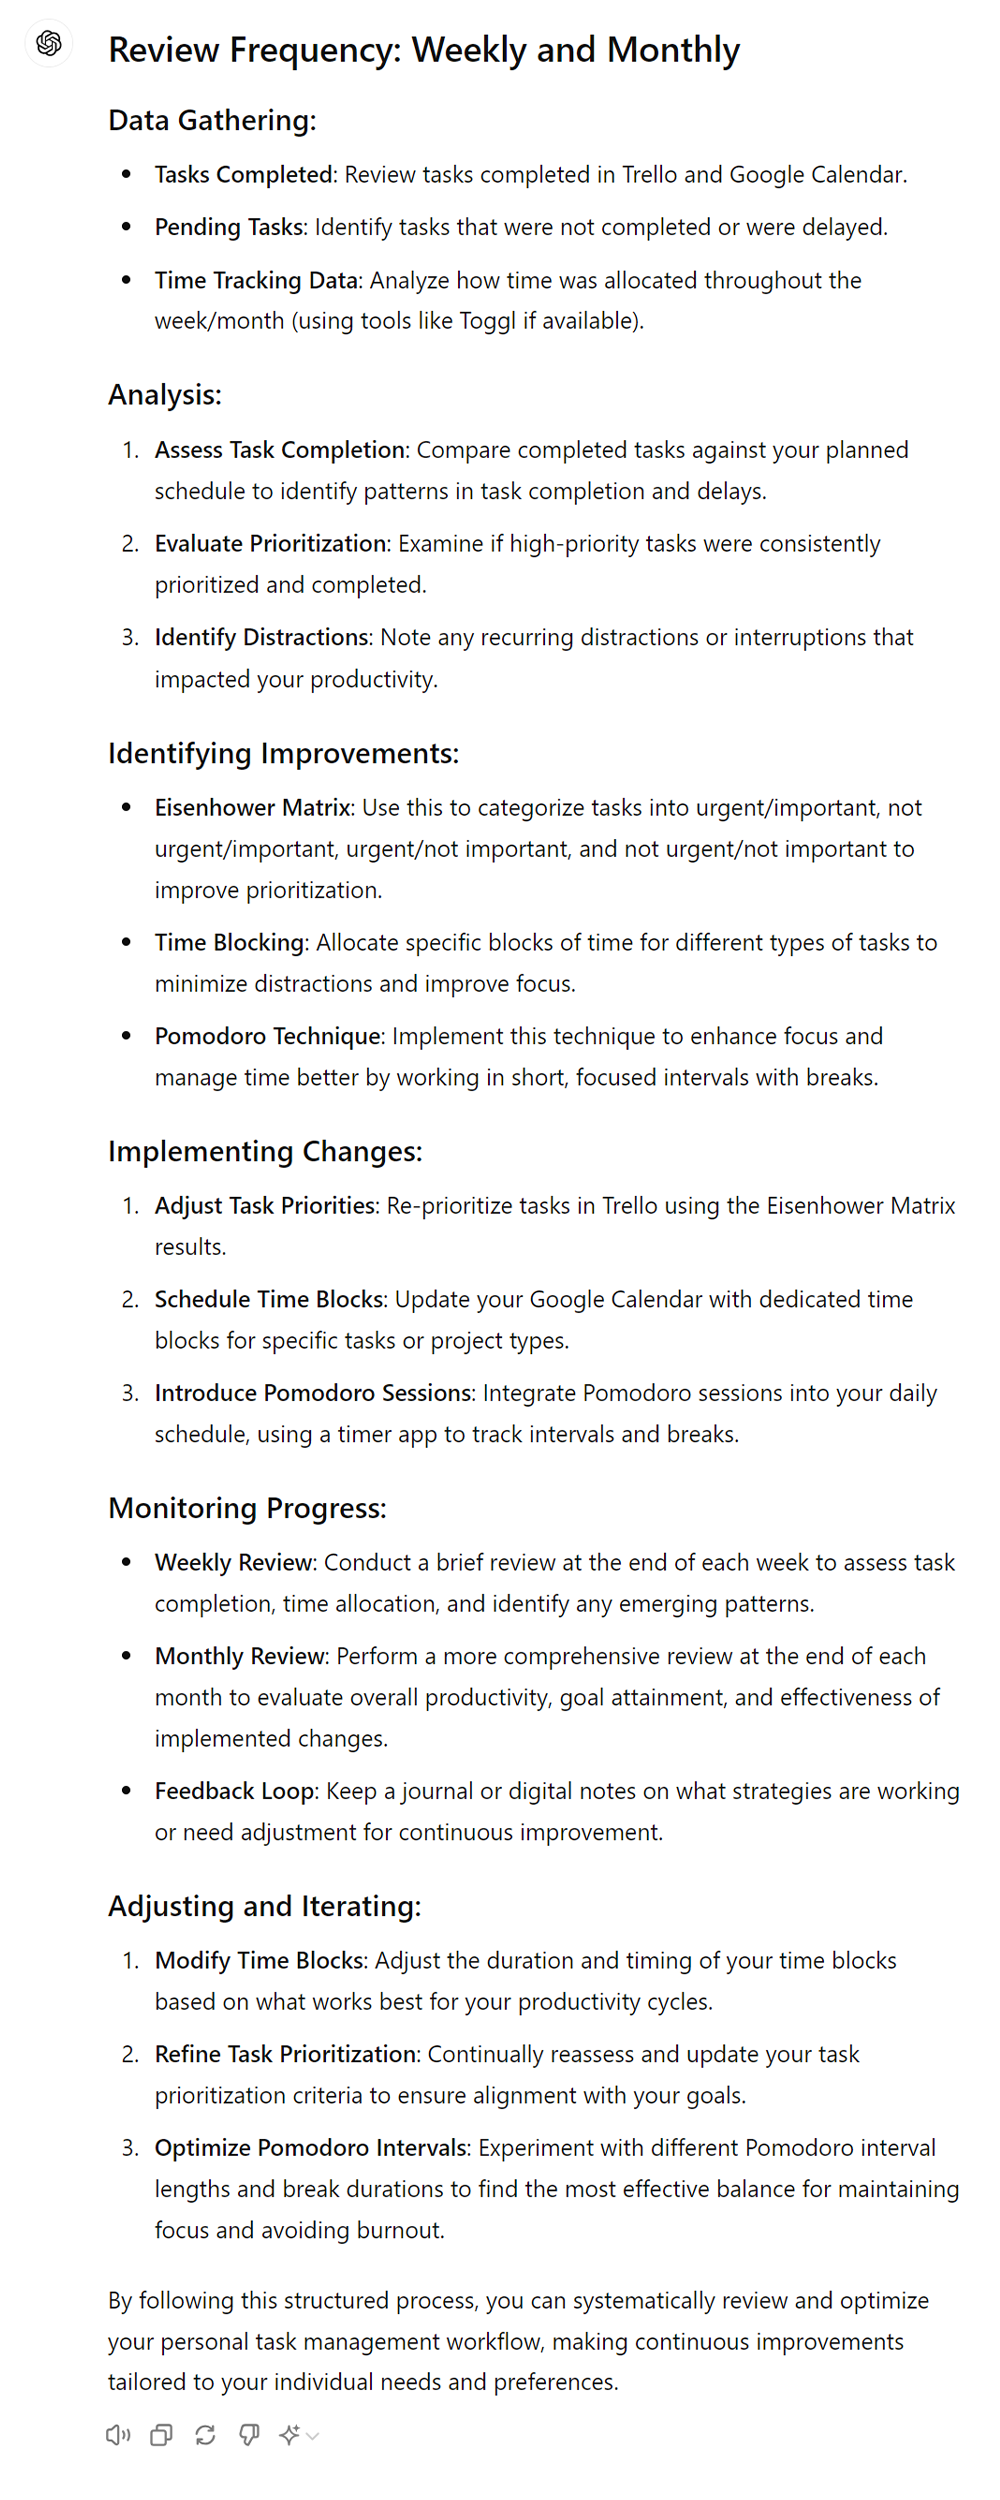 Review Frequency: Weekly and Monthly
Data Gathering:
• Tasks Completed: Review tasks completed in Trello and Google Calendar.
• Pending Tasks: Identify tasks that were not completed or were delayed.
• Time Tracking Data: Analyze how time was allocated throughout the
week/month (using tools like Toggl if available).
Analysis:
1. Assess Task Completion: Compare completed tasks against your planned
schedule to identify patterns in task completion and delays.
2. Evaluate Prioritization: Examine if high-priority tasks were consistently
prioritized and completed.
3. Identify Distractions: Note any recurring distractions or interruptions that
impacted your productivity.
Identifying Improvements:
• Eisenhower Matrix: Use this to categorize tasks into urgent/important, not
urgent/important, urgent/not important, and not urgent/not important to
improve prioritization.
• Time Blocking: Allocate specific blocks of time for different types of tasks to
minimize distractions and improve focus.
• Pomodoro Technique: Implement this technique to enhance focus and
manage time better by working in short, focused intervals with breaks.
Implementing Changes:
1. Adjust Task Priorities: Re-prioritize tasks in Trello using the Eisenhower Matrix
results.
2. Schedule Time Blocks: Update your Google Calendar with dedicated time
blocks for specific tasks or project types.
3. Introduce Pomodoro Sessions: Integrate Pomodoro sessions into your daily
schedule, using a timer app to track intervals and breaks.
Monitoring Progress:
• Weekly Review: Conduct a brief review at the end of each week to assess task
completion, time allocation, and identify any emerging patterns.
• Monthly Review: Perform a more comprehensive review at the end of each
month to evaluate overall productivity, goal attainment, and effectiveness of
implemented changes.
• Feedback Loop: Keep a journal or digital notes on what strategies are working
or need adjustment for continuous improvement.
Adjusting and Iterating:
1. Modify Time Blocks: Adjust the duration and timing of your time blocks
based on what works best for your productivity cycles.
2. Refine Task Prioritization: Continually reassess and update your task
prioritization criteria to ensure alignment with your goals.
3. Optimize Pomodoro Intervals: Experiment with different Pomodoro interval
lengths and break durations to find the most effective balance for maintaining
focus and avoiding burnout.
By following this structured process, you can systematically review and optimize
your personal task management workflow, making continuous improvements
tailored to your individual needs and preferences.